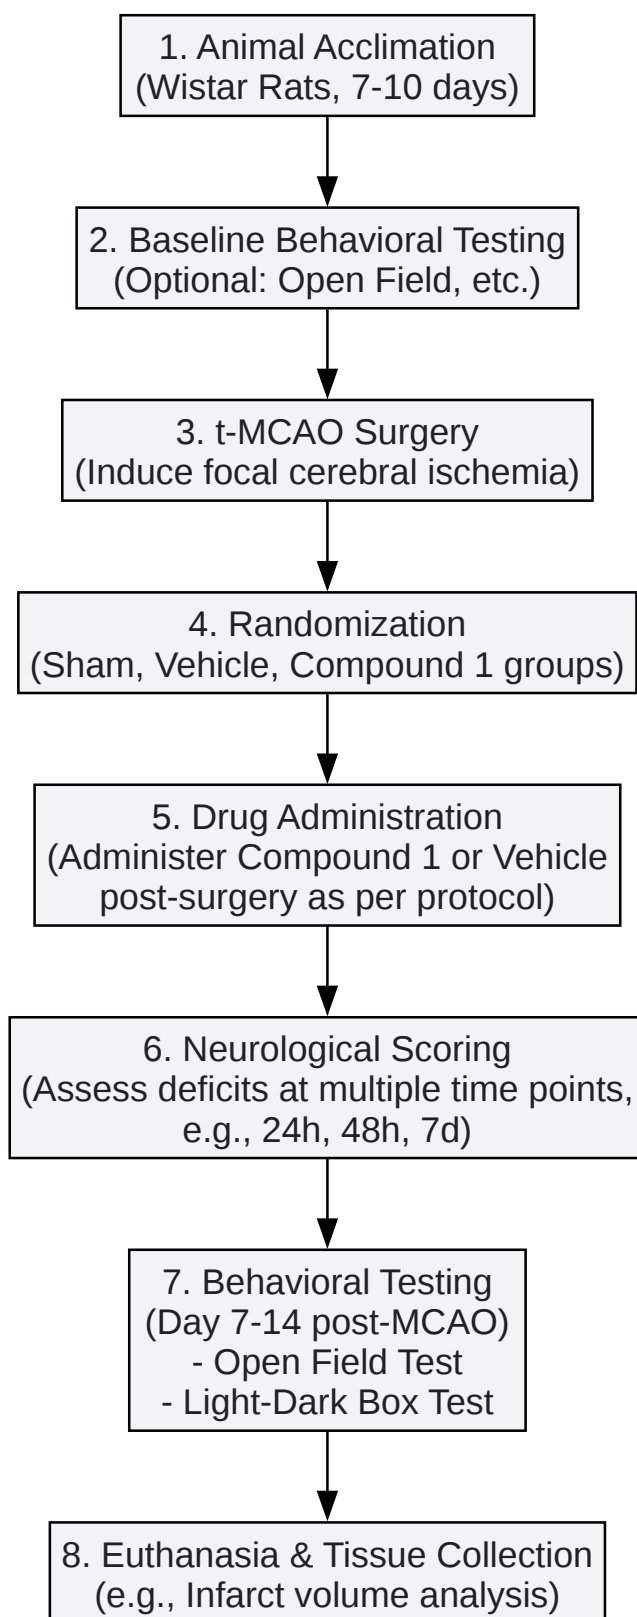 1. Animal Acclimation
(Wistar Rats, 7-10 days)
2. Baseline Behavioral Testing
(Optional: Open Field, etc.)
3. t-MCAO Surgery
(Induce focal cerebral ischemia)
4. Randomization
(Sham, Vehicle, Compound 1 groups)
5. Drug Administration
(Administer Compound 1 or Vehicle
post-surgery as per protocol)
6. Neurological Scoring
(Assess deficits at multiple time points,
e.g., 24h, 48h, 7d)
7. Behavioral Testing
(Day 7-14 post-MCAO)
- Open Field Test
- Light-Dark Box Test
8. Euthanasia & Tissue Collection
(e.g., Infarct volume analysis)